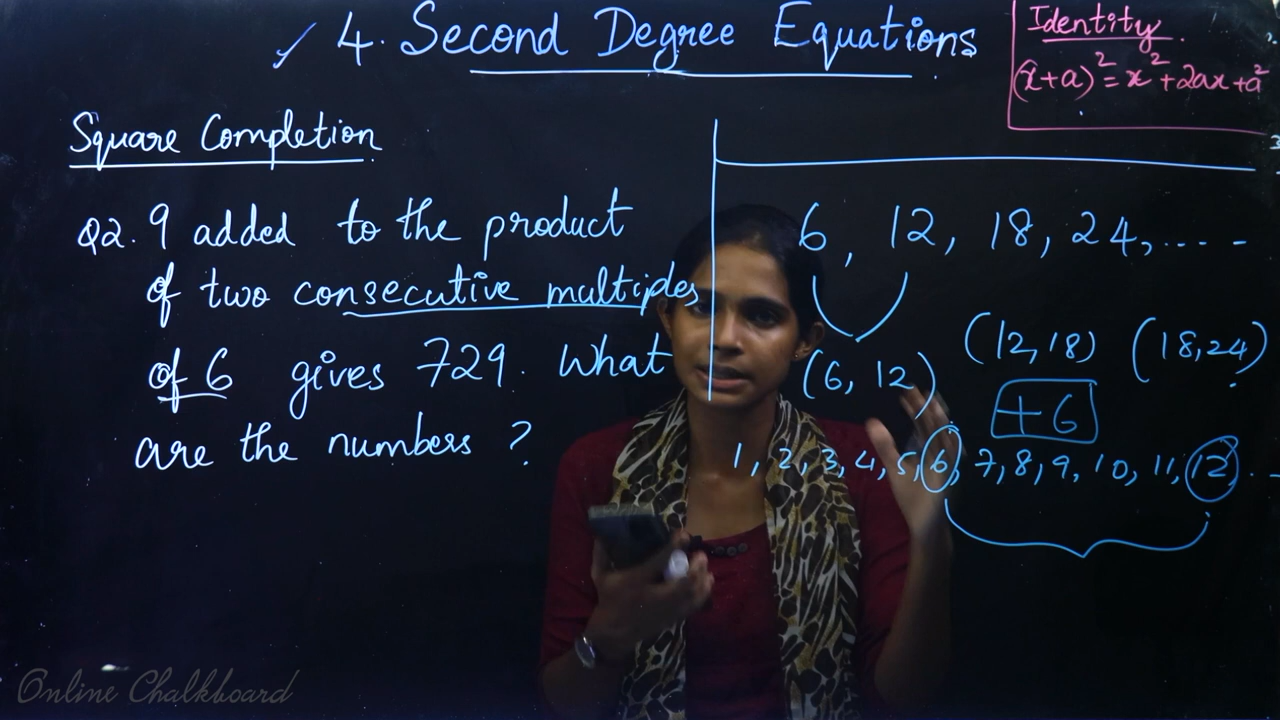 4. Second Degree Equations
Identity
(x+a)² = x² + 2ax + a²
Square Completion
Q2. 9 added to the product
of two consecutive multiples
of 6 gives 729. What
are the numbers ?
6, 12, 18, 24, ....
(6, 12) (12, 18) (18, 24)
+6
1, 2, 3, 4, 5, 6, 7, 8, 9, 10, 11, 12, ...
Online Chalkboard